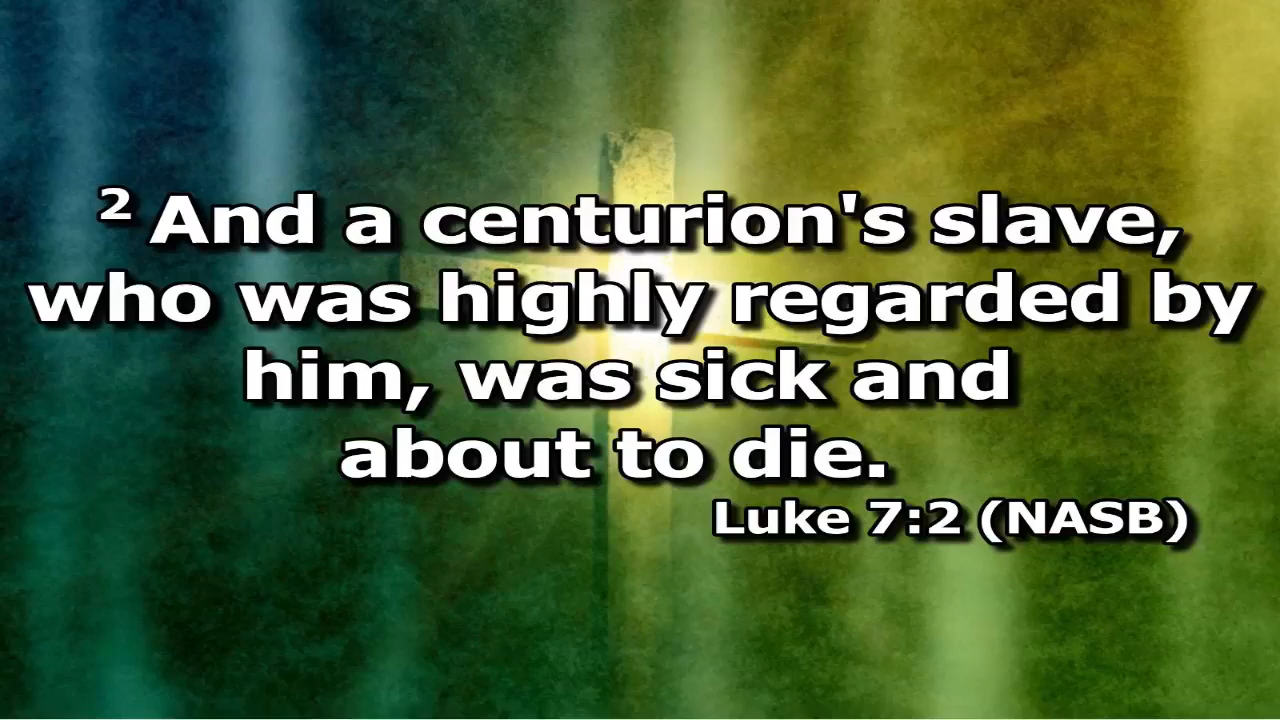 ² And a centurion's slave,
who was highly regarded by
him, was sick and
about to die.
Luke 7:2 (NASB)